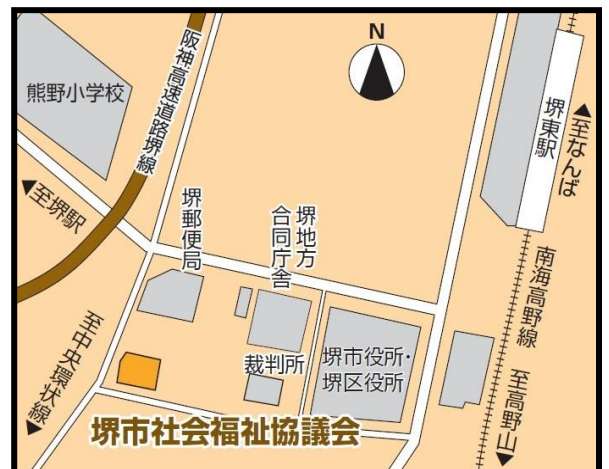 N
熊野小学校
阪神高速道路堺線
堺東駅
▲至なんば
◀至堺駅
堺郵便局
堺地方
合同庁舎
南海高野線
至中央環状線▶
裁判所
堺市役所・
堺区役所
至高野山▶
堺市社会福祉協議会